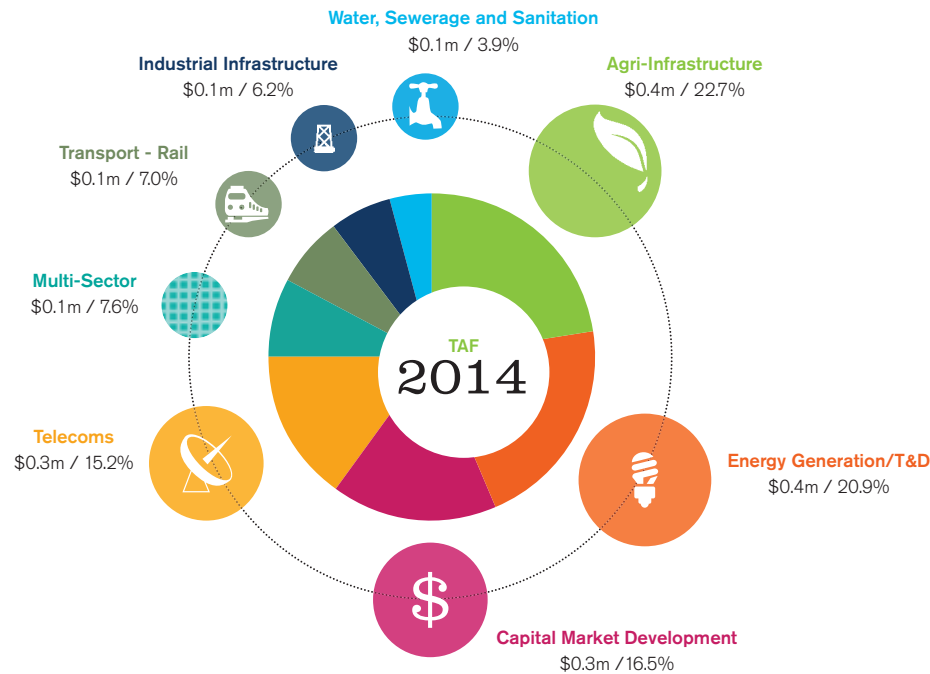 Water, Sewerage and Sanitation
$0.1m / 3.9%
Industrial Infrastructure
$0.1m / 6.2%
Agri-Infrastructure
$0.4m / 22.7%
Transport - Rail
$0.1m / 7.0%
Multi-Sector
$0.1m / 7.6%
TAF
2014
Telecoms
$0.3m / 15.2%
Energy Generation/T&D
$0.4m / 20.9%
$
Capital Market Development
$0.3m /16.5%